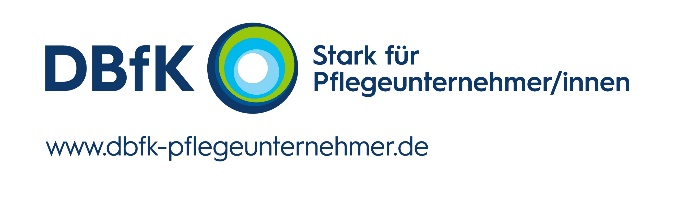 DBfK
Stark für
Pflegeunternehmer/innen
www.dbfk-pflegeunternehmer.de